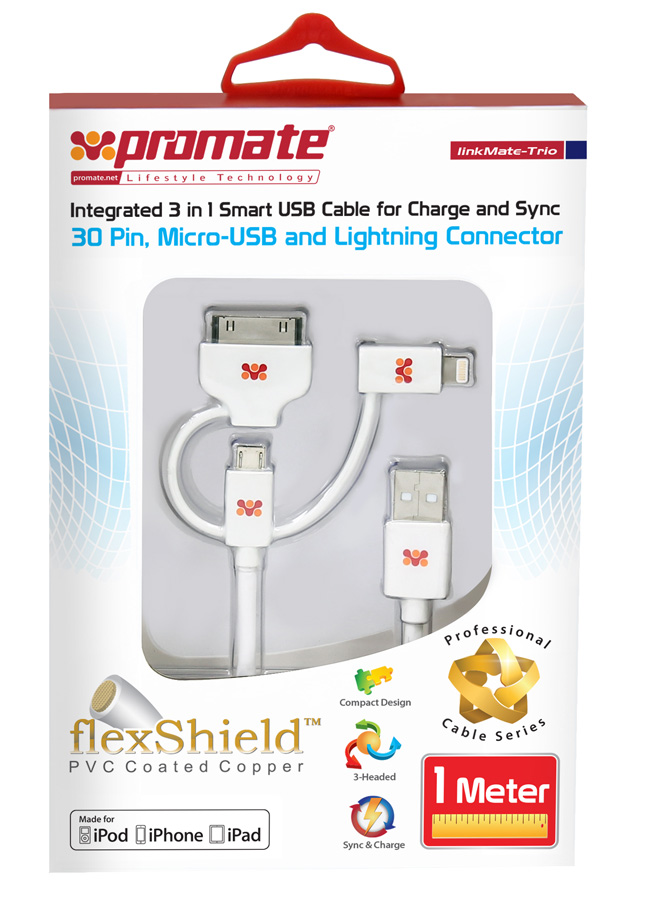 promate®
promate.net Lifestyle Technology
linkMate-Trio
Integrated 3 in 1 Smart USB Cable for Charge and Sync
30 Pin, Micro-USB and Lightning Connector
Professional
Cable Series
Compact Design
flexShield™
PVC Coated Copper
3-Headed
1 Meter
Made for
iPod iPhone iPad
Sync & Charge